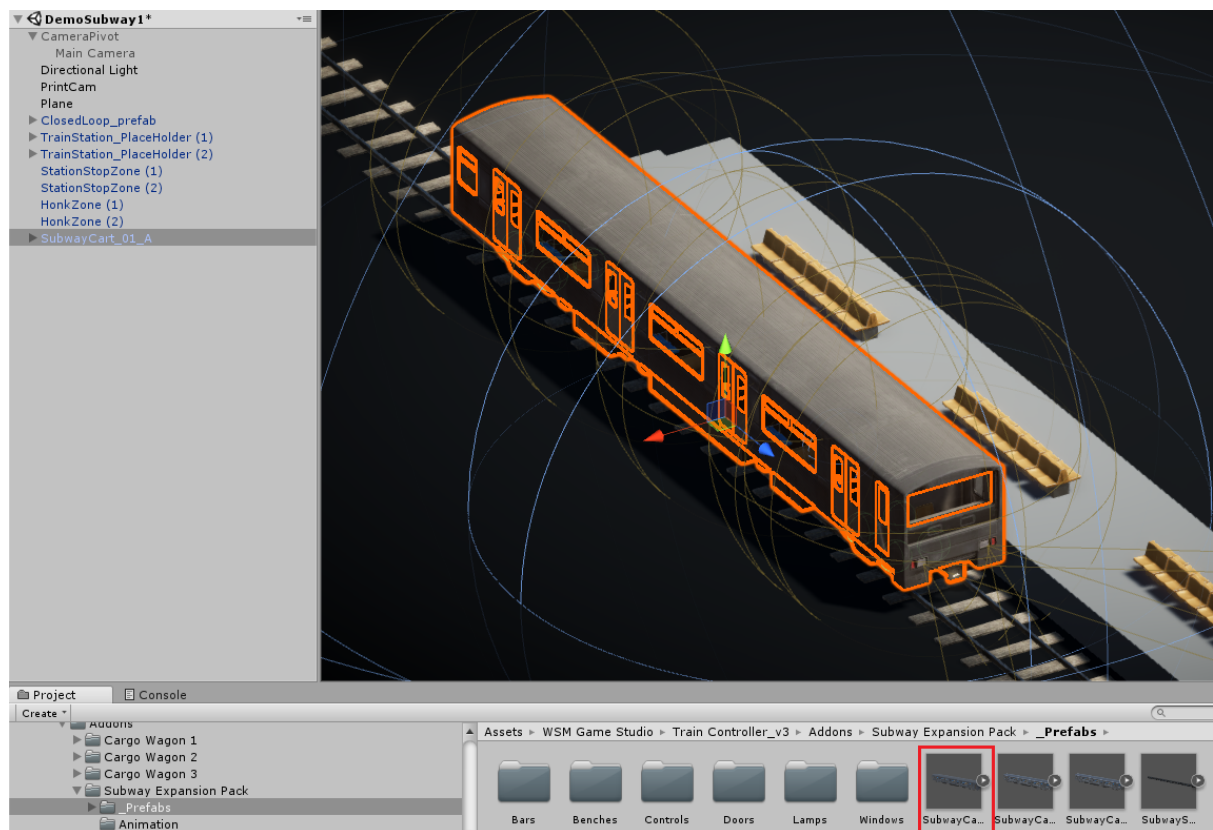 DemoSubway1*
CameraPivot
Main Camera
Directional Light
PrintCam
Plane
ClosedLoop_prefab
TrainStation_PlaceHolder (1)
TrainStation_PlaceHolder (2)
StationStopZone (1)
StationStopZone (2)
HonkZone (1)
HonkZone (2)
SubwayCart_01_A
Project Console
Create
Addons
Cargo Wagon 1
Cargo Wagon 2
Cargo Wagon 3
Subway Expansion Pack
_Prefabs
Animation
Assets WSM Game Studio Train Controller_v3 Addons Subway Expansion Pack _Prefabs
Bars Benches Controls Doors Lamps Windows SubwayCa... SubwayCa... SubwayCa... SubwayS...